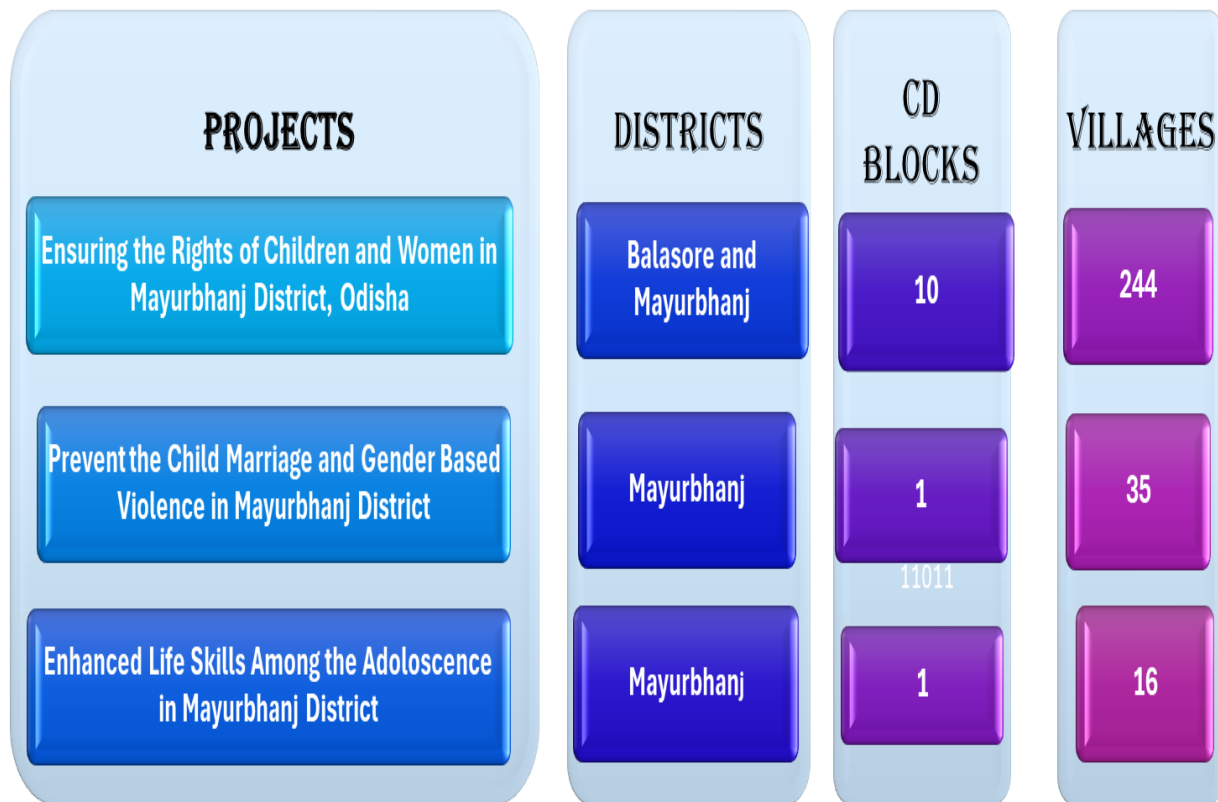 PROJECTS
DISTRICTS
CD
BLOCKS
VILLAGES
Ensuring the Rights of Children and Women in
Mayurbhanj District, Odisha
Balasore and
Mayurbhanj
10
244
Prevent the Child Marriage and Gender Based
Violence in Mayurbhanj District
Mayurbhanj
1
35
11011
Enhanced Life Skills Among the Adoloscence
in Mayurbhanj District
Mayurbhanj
1
16